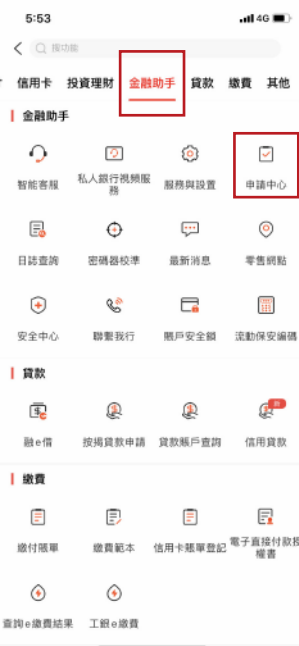 5:53
4G
搜功能
信用卡 投資理財 金融助手 貸款 繳費 其他
金融助手
智能客服 私人銀行視頻服務 服務與設置 申請中心
日誌查詢 密碼器校準 最新消息 零售網點
安全中心 聯繫我行 賬戶安全鎖 流動保安編碼
貸款
融e借 按揭貸款申請 貸款賬戶查詢 信用貸款
繳費
繳付賬單 繳費範本 信用卡賬單登記 電子直接付款授權書
查詢e繳費結果 工銀e繳費